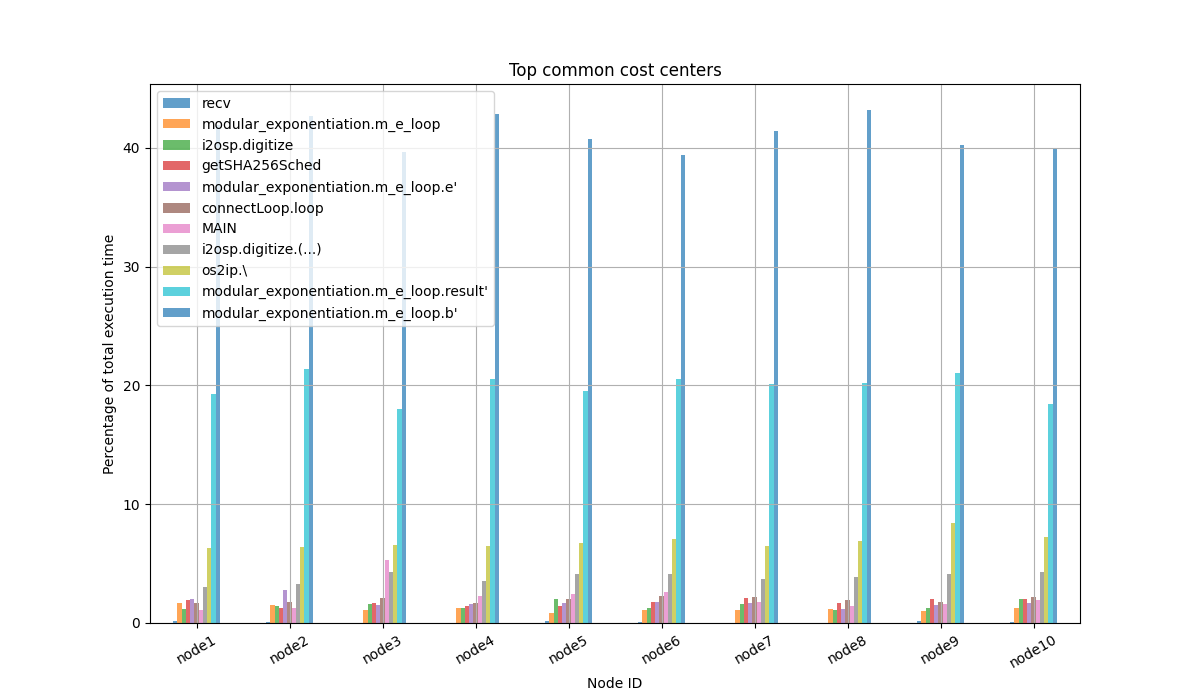 Top common cost centers
recv
modular_exponentiation.m_e_loop
i2osp.digitize
getSHA256Sched
modular_exponentiation.m_e_loop.e'
connectLoop.loop
MAIN
i2osp.digitize.(...)
os2ip.\
modular_exponentiation.m_e_loop.result'
modular_exponentiation.m_e_loop.b'
Percentage of total execution time
40
30
20
10
0
node1 node2 node3 node4 node5 node6 node7 node8 node9 node10
Node ID